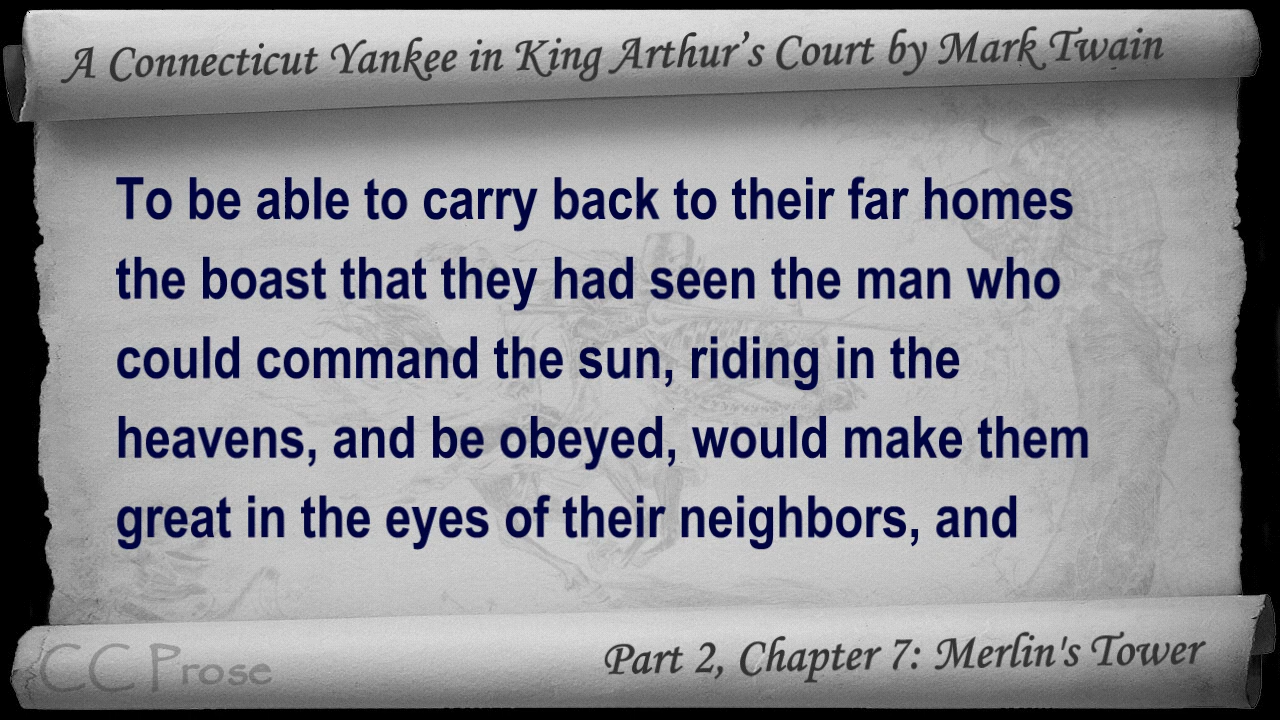 A Connecticut Yankee in King Arthur's Court by Mark Twain
To be able to carry back to their far homes
the boast that they had seen the man who
could command the sun, riding in the
heavens, and be obeyed, would make them
great in the eyes of their neighbors, and
CC Prose
Part 2, Chapter 7: Merlin's Tower